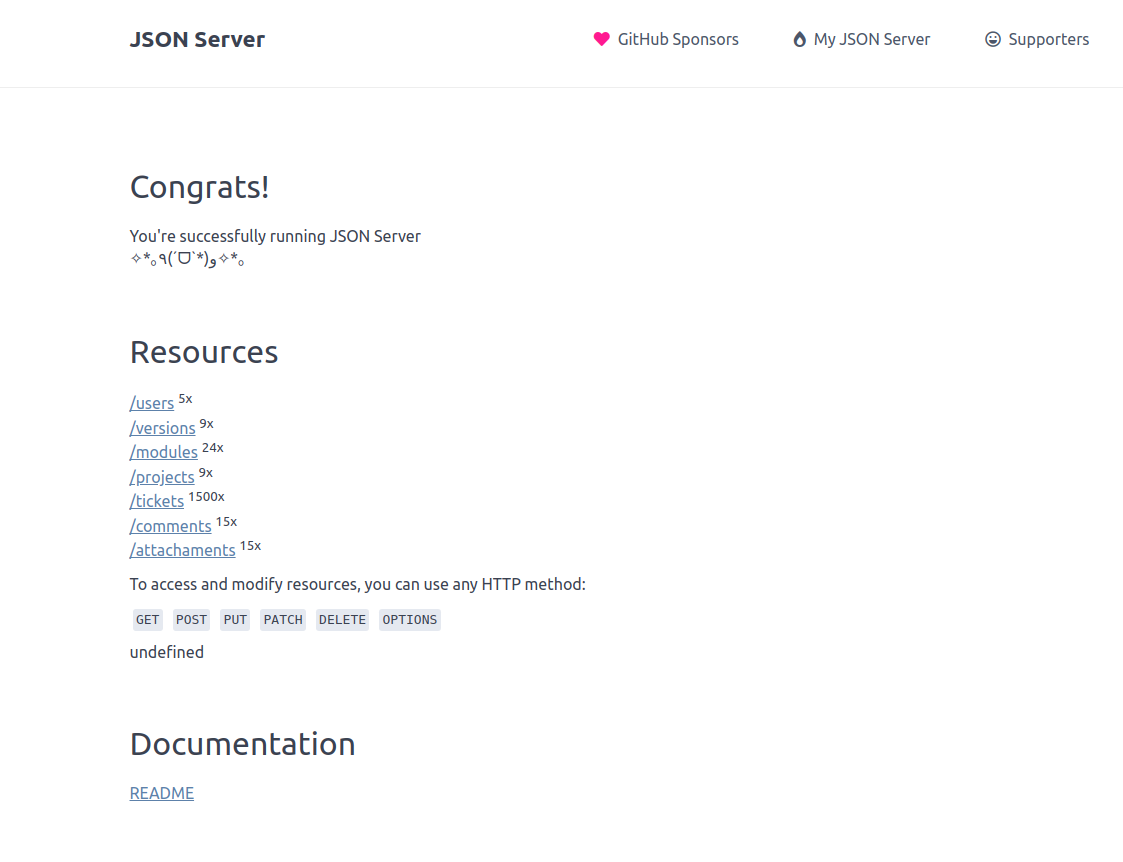 JSON Server
GitHub Sponsors
My JSON Server
Supporters
Congrats!
You're successfully running JSON Server
✧*｡٩(ˊᗜˋ*)و✧*｡
Resources
/users 5x
/versions 9x
/modules 24x
/projects 9x
/tickets 1500x
/comments 15x
/attachaments 15x
To access and modify resources, you can use any HTTP method:
GET POST PUT PATCH DELETE OPTIONS
undefined
Documentation
README